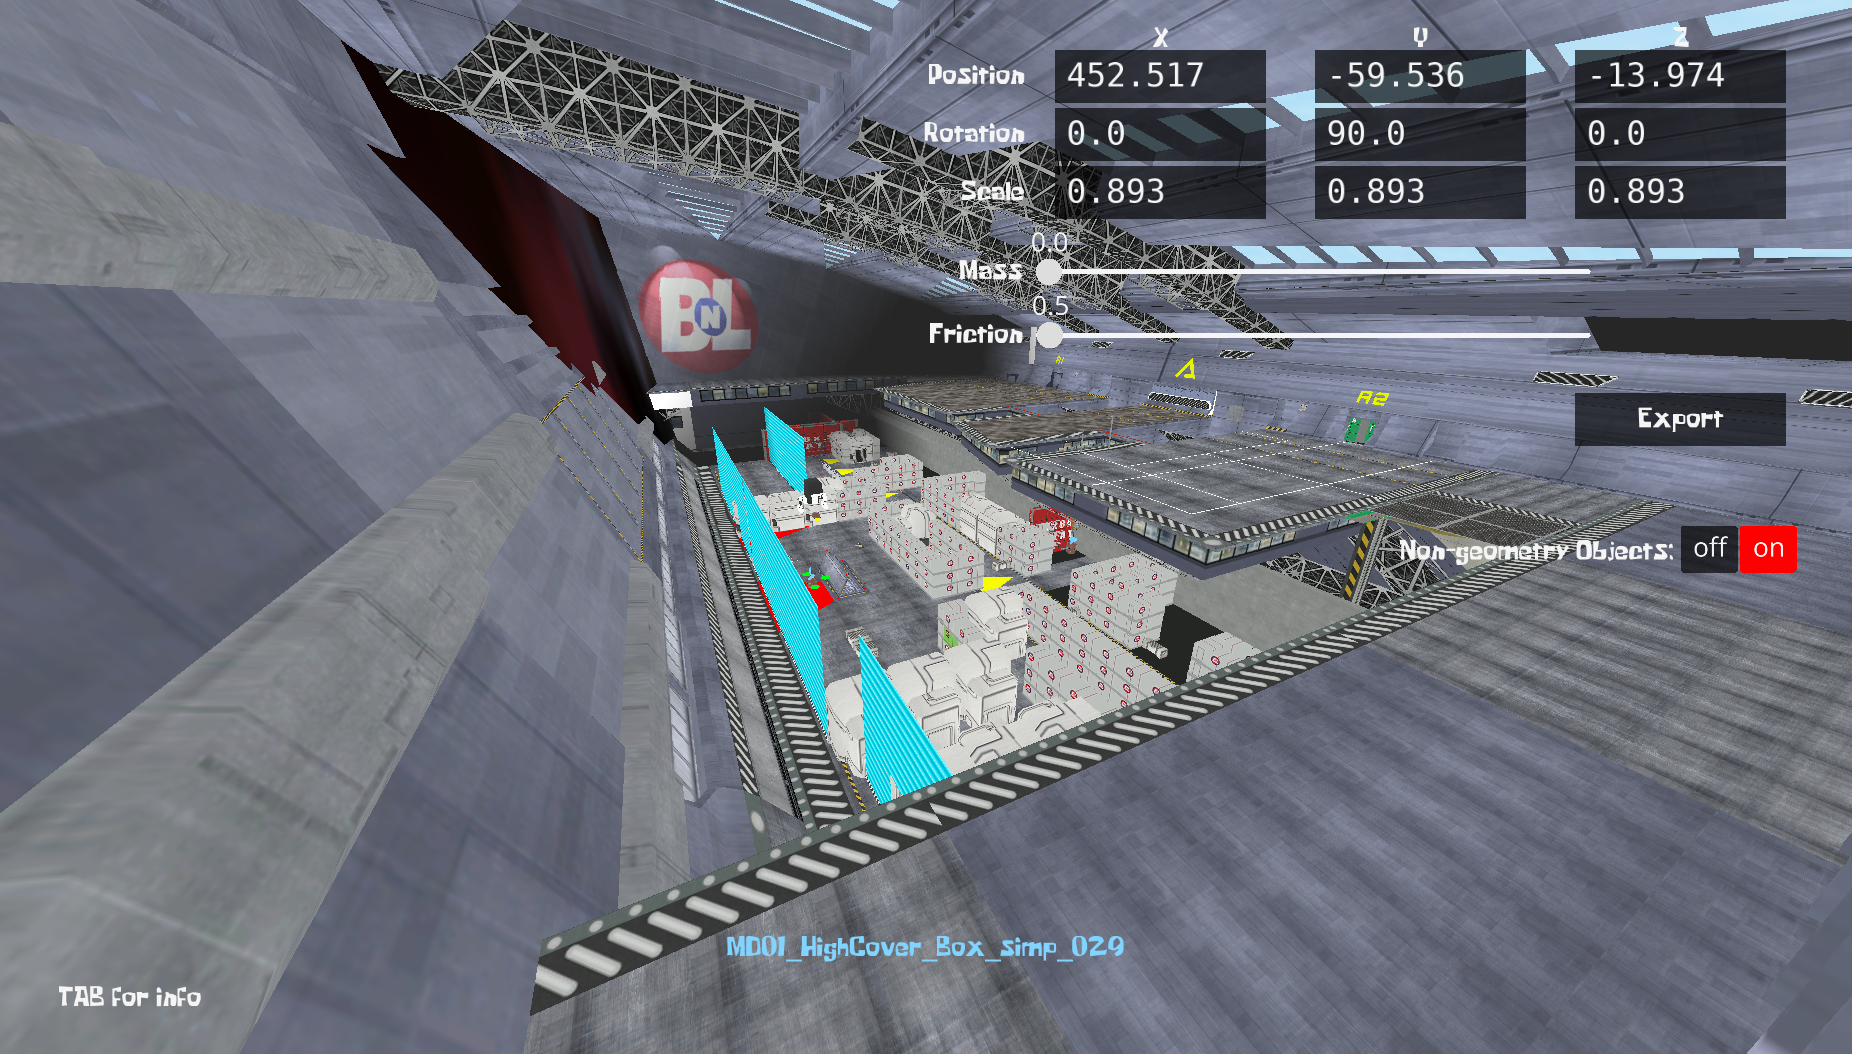 X Y Z
Position 452.517 -59.536 -13.974
Rotation 0.0 90.0 0.0
Scale 0.893 0.893 0.893
0.0
Mass
0.5
Friction
BNL
A
A2
Export
Non-geometry Objects: off on
MD01_HighCover_Box_simp_029
TAB for info